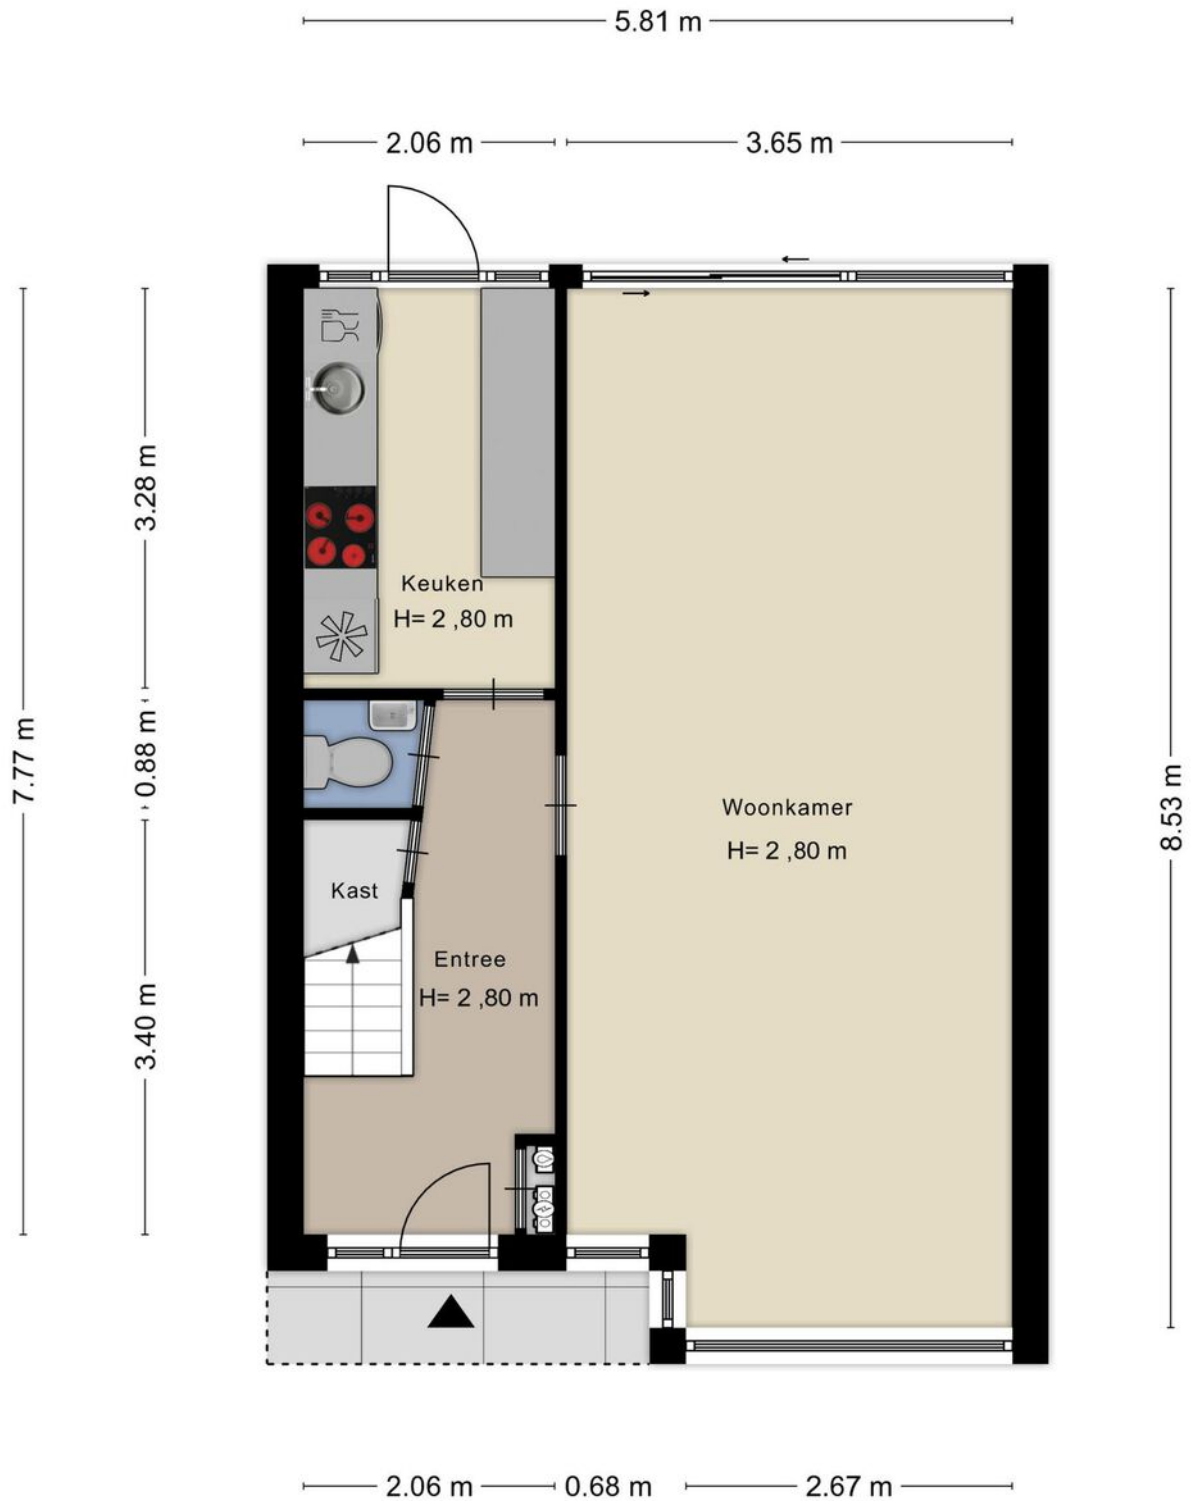 5.81 m
2.06 m
3.65 m
3.28 m
Keuken
H= 2 ,80 m
7.77 m
0.88 m
Woonkamer
H= 2 ,80 m
8.53 m
Kast
Entree
H= 2 ,80 m
3.40 m
2.06 m
0.68 m
2.67 m